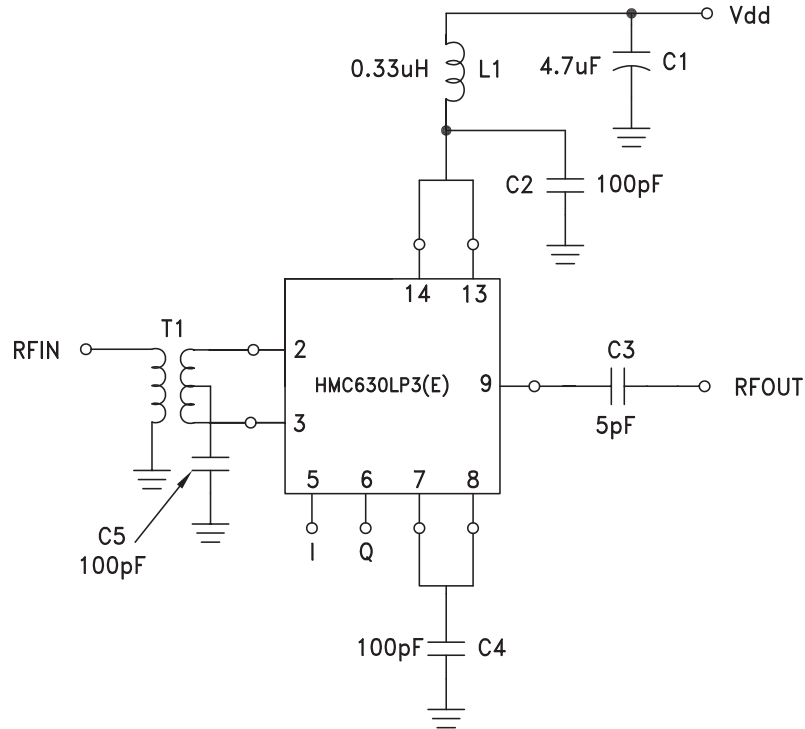 Vdd
0.33uH L1
4.7uF C1
C2 100pF
14 13
T1
RFIN
2
HMC630LP3(E)
9
C3
RFOUT
5pF
3
5 6 7 8
C5
100pF
I Q
100pF C4